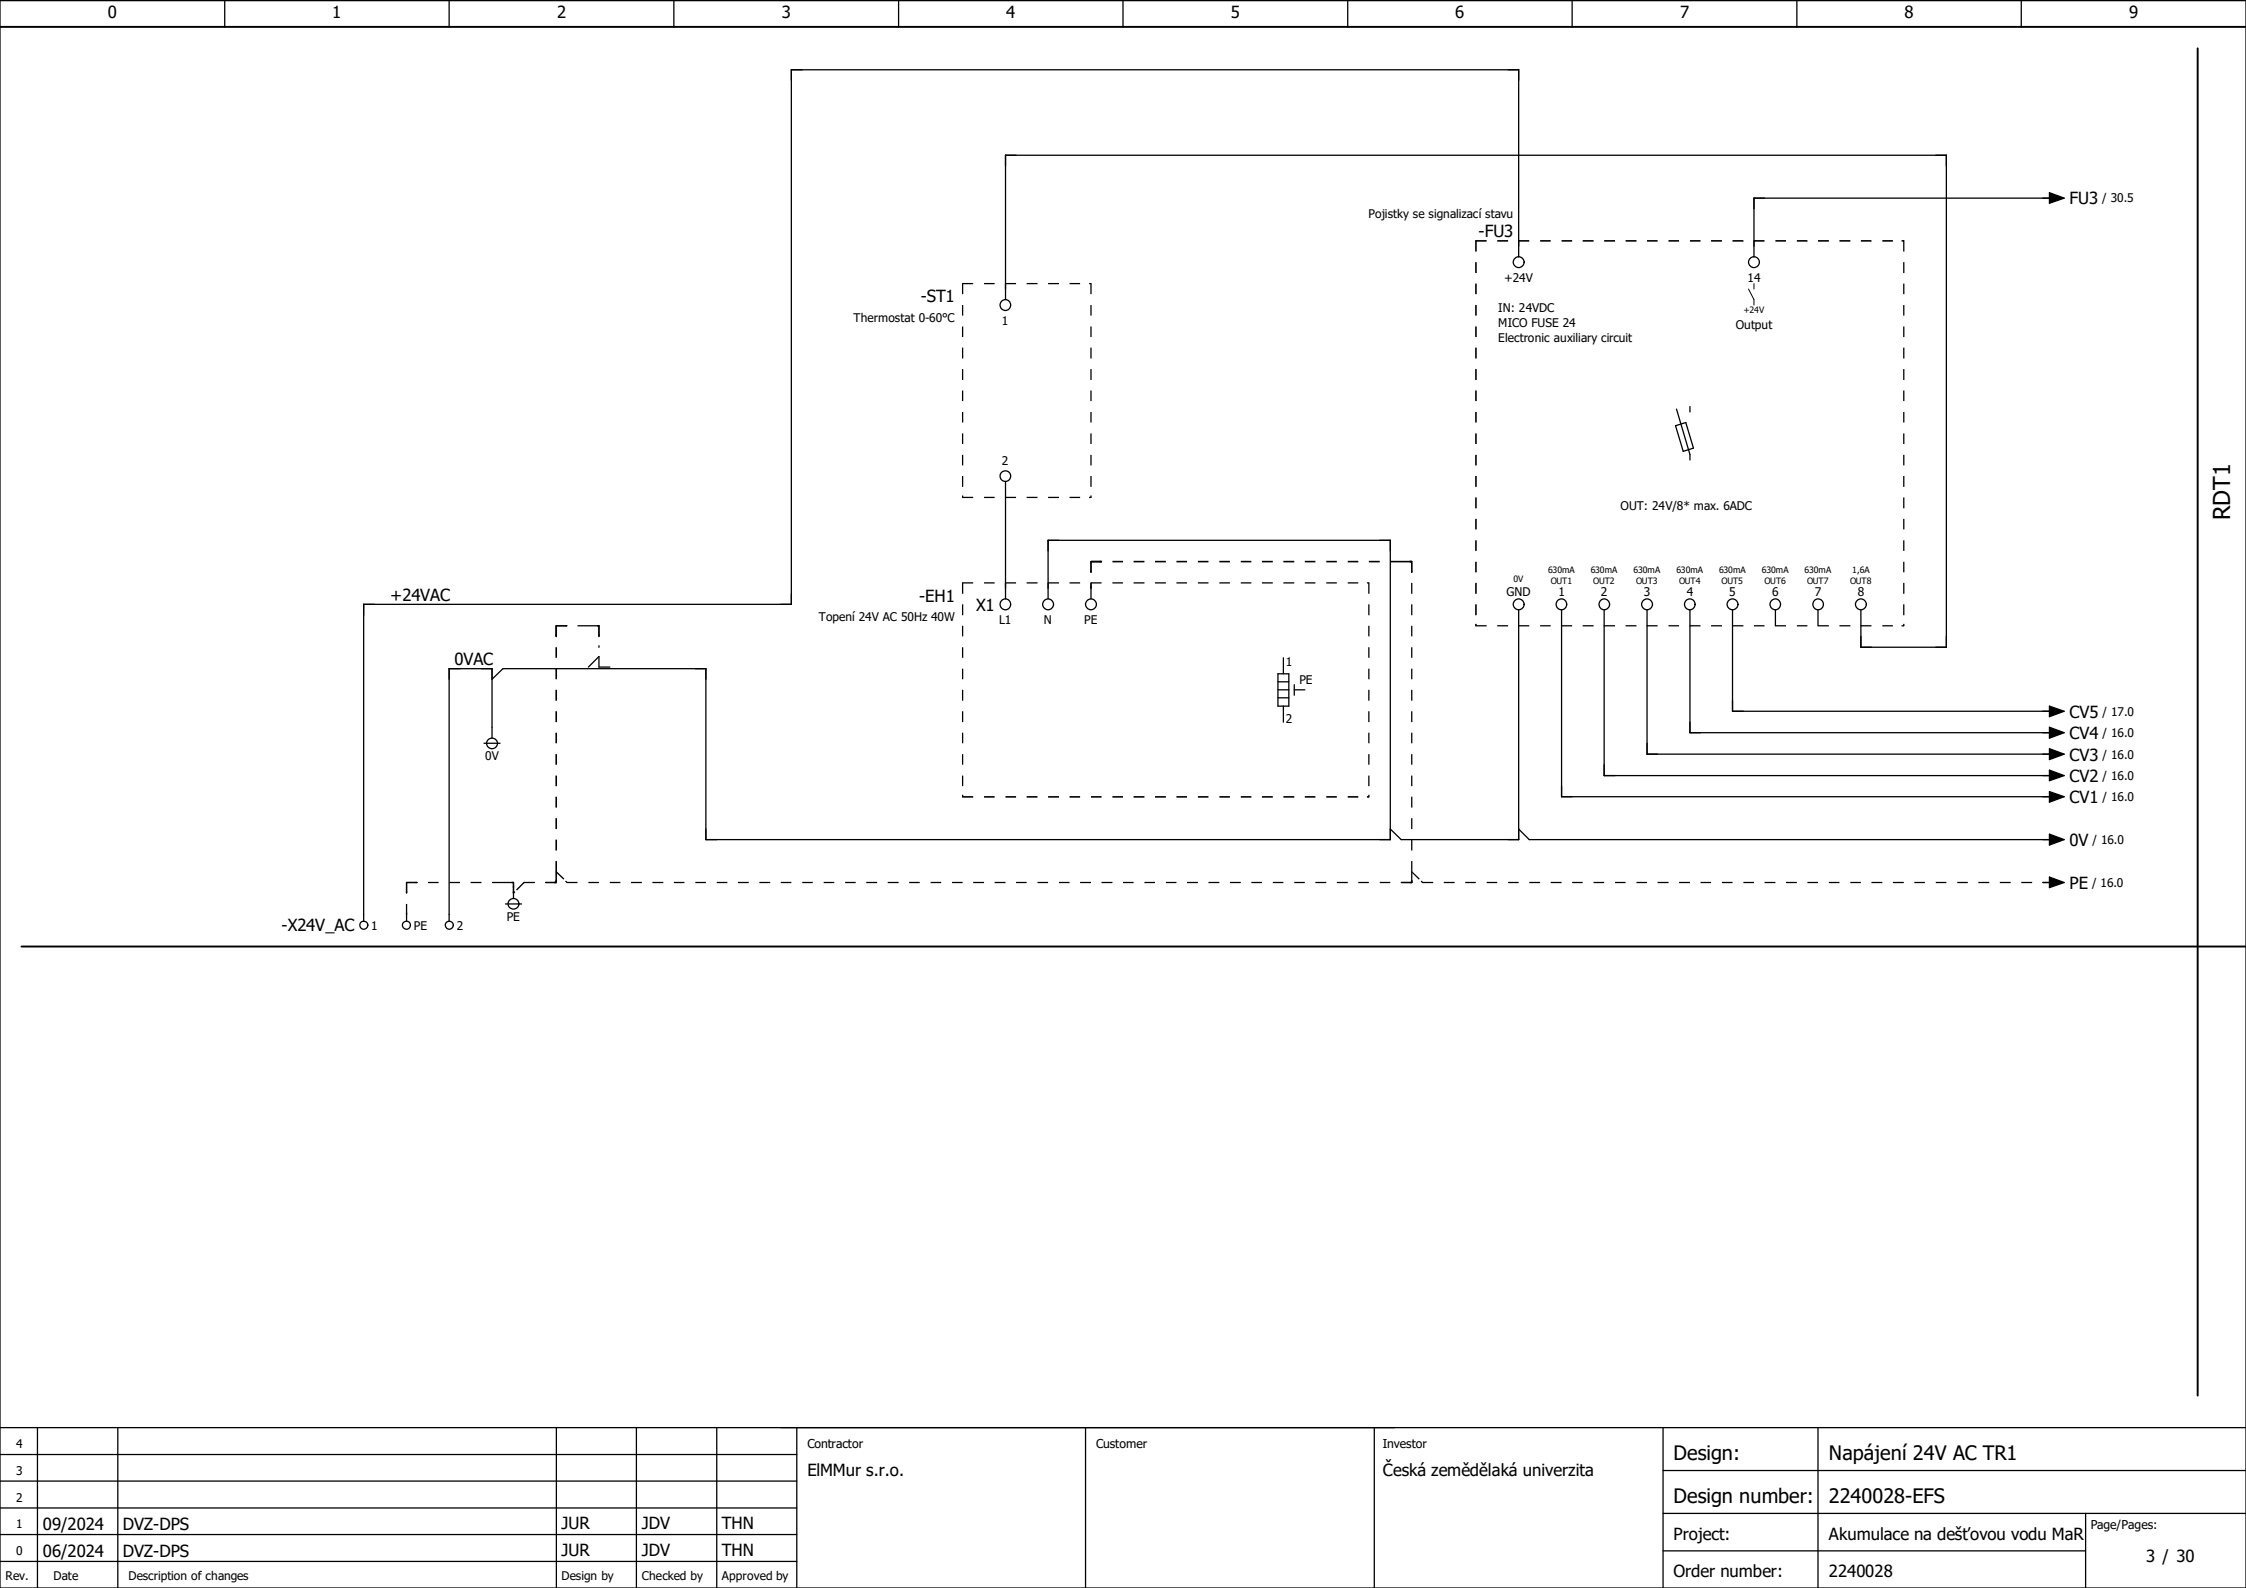 0 1 2 3 4 5 6 7 8 9
FU3 / 30.5
Pojistky se signalizací stavu
-FU3
+24V
14
+24V
Output
IN: 24VDC
MICO FUSE 24
Electronic auxiliary circuit
-ST1
Thermostat 0-60°C
1
2
OUT: 24V/8* max. 6ADC
RDT1
0V 630mA 630mA 630mA 630mA 630mA 630mA 630mA 1,6A
OUT1 OUT2 OUT3 OUT4 OUT5 OUT6 OUT7 OUT8
GND 1 2 3 4 5 6 7 8
+24VAC
-EH1
Topení 24V AC 50Hz 40W
X1
L1 N PE
0VAC
0V
1
PE
2
CV5 / 17.0
CV4 / 16.0
CV3 / 16.0
CV2 / 16.0
CV1 / 16.0
0V / 16.0
PE / 16.0
PE
-X24V_AC 1 PE 2
4
3
2
1 09/2024 DVZ-DPS JUR JDV THN
0 06/2024 DVZ-DPS JUR JDV THN
Rev. Date Description of changes Design by Checked by Approved by
Contractor
ElMMur s.r.o.
Customer
Investor
Česká zemědělaká univerzita
Design: Napájení 24V AC TR1
Design number: 2240028-EFS
Project: Akumulace na dešťovou vodu MaR
Order number: 2240028
Page/Pages:
3 / 30